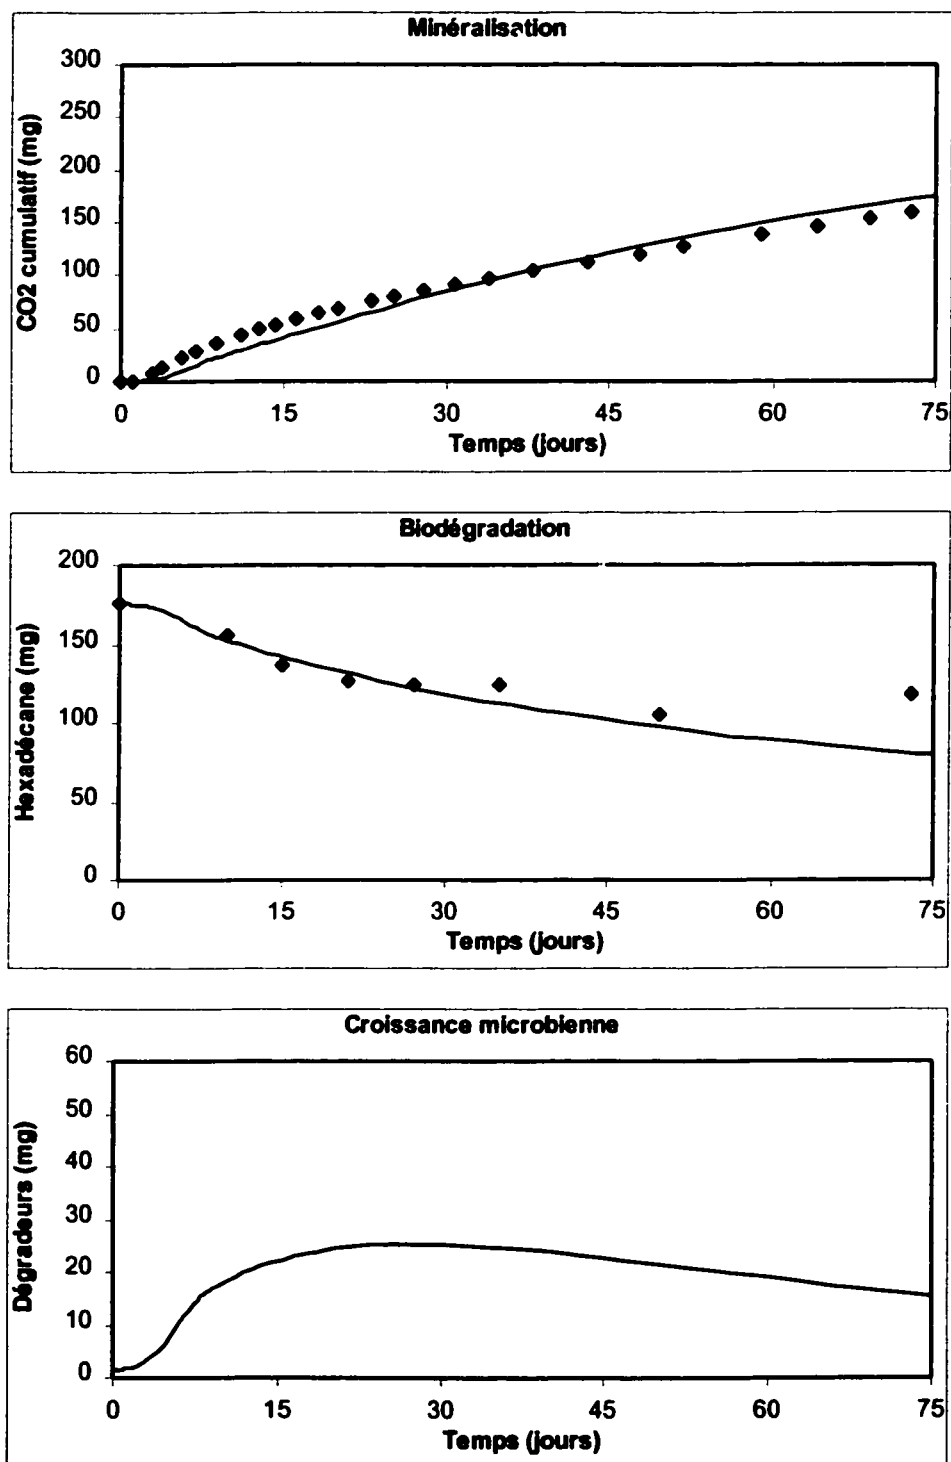 Minéralisation
CO2 cumulatif (mg)
300
250
200
150
100
50
0
0 15 30 45 60 75
Temps (jours)
Biodégradation
Hexadécane (mg)
200
150
100
50
0
0 15 30 45 60 75
Temps (jours)
Croissance microbienne
Dégradeurs (mg)
60
50
40
30
20
10
0
0 15 30 45 60 75
Temps (jours)